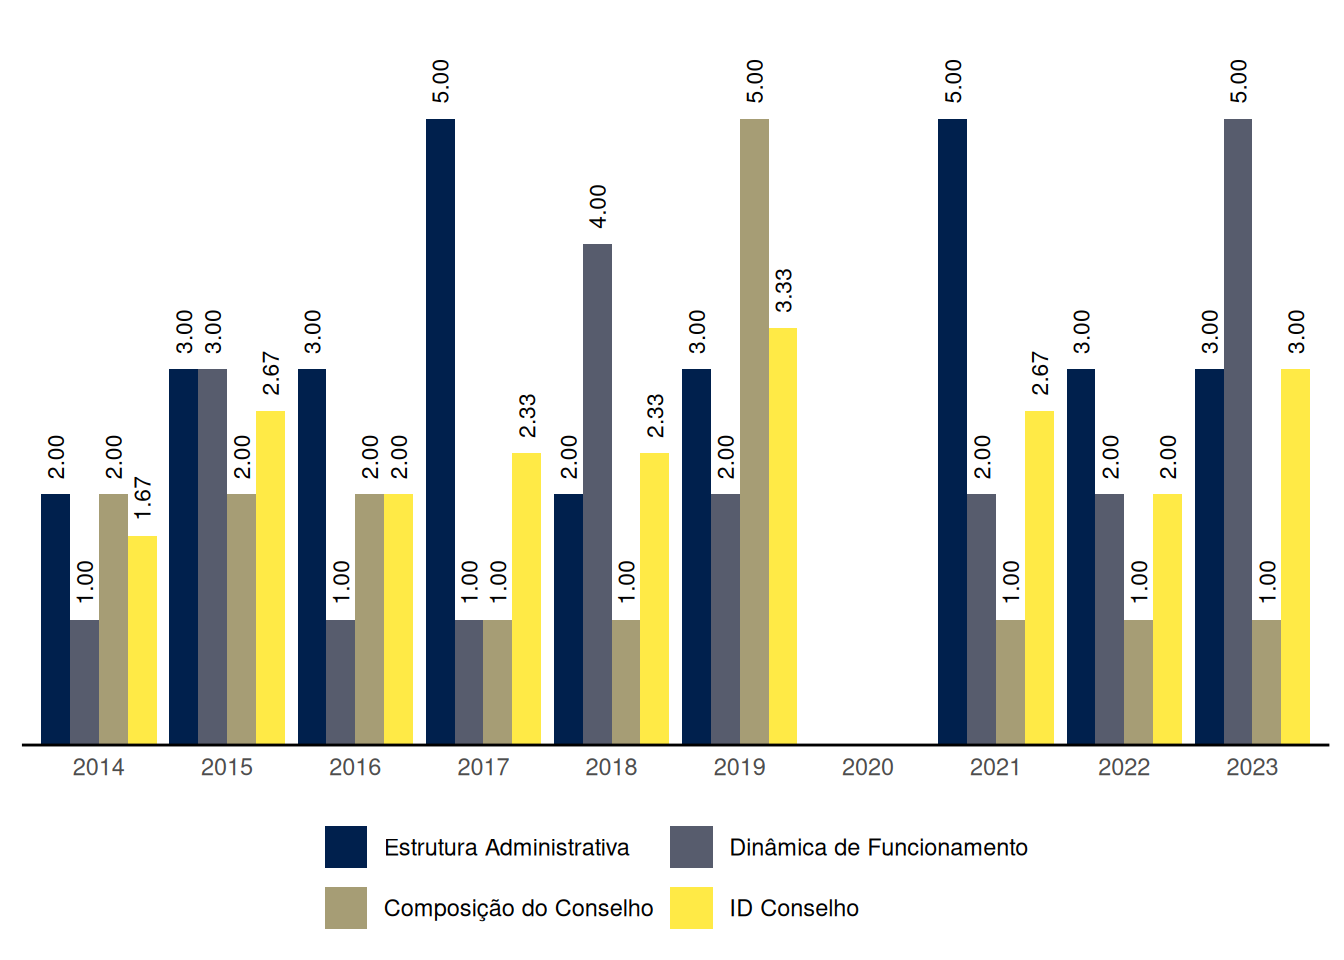 2.00 1.00 2.00 1.67
3.00 3.00 2.00 2.67
3.00 1.00 2.00 2.00
5.00 1.00 1.00 2.33
2.00 4.00 1.00 2.33
3.00 2.00 5.00 3.33
5.00 2.00 1.00 2.67
3.00 2.00 1.00 2.00
3.00 5.00 1.00 3.00
2014 2015 2016 2017 2018 2019 2020 2021 2022 2023
Estrutura Administrativa Dinâmica de Funcionamento
Composição do Conselho ID Conselho